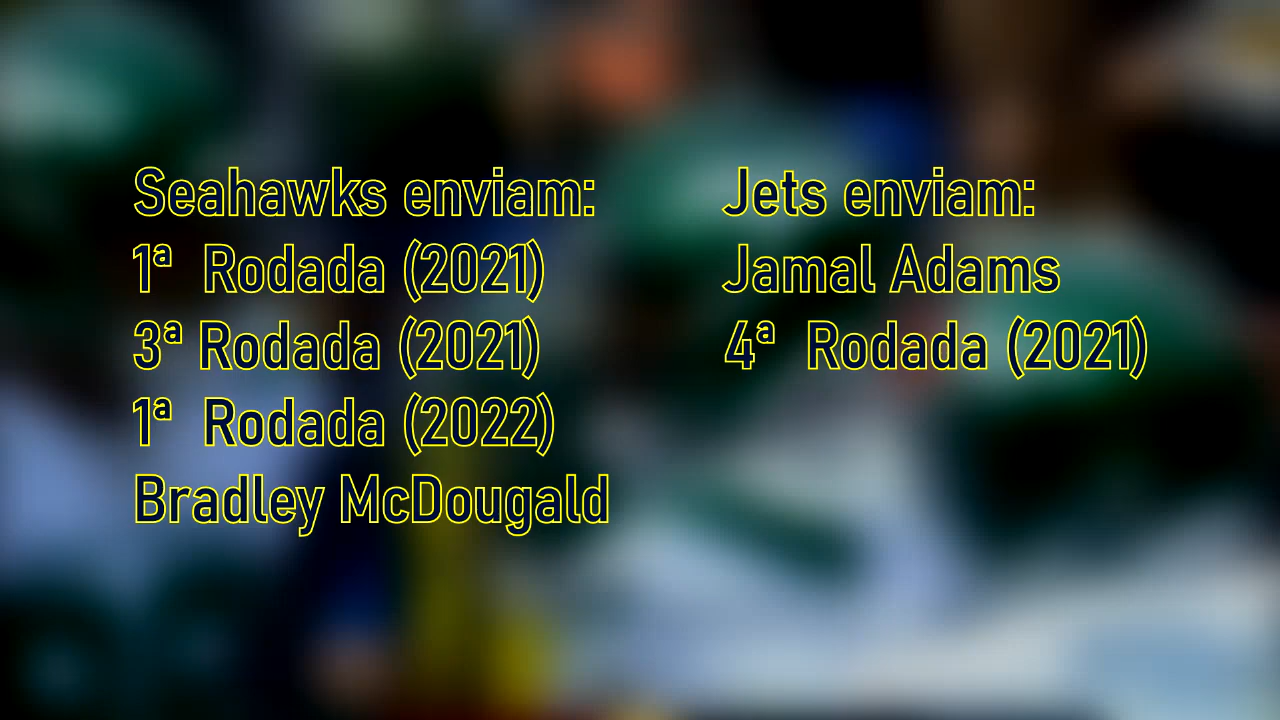 Seahawks enviam:
1ª Rodada (2021)
3ª Rodada (2021)
1ª Rodada (2022)
Bradley McDougald
Jets enviam:
Jamal Adams
4ª Rodada (2021)